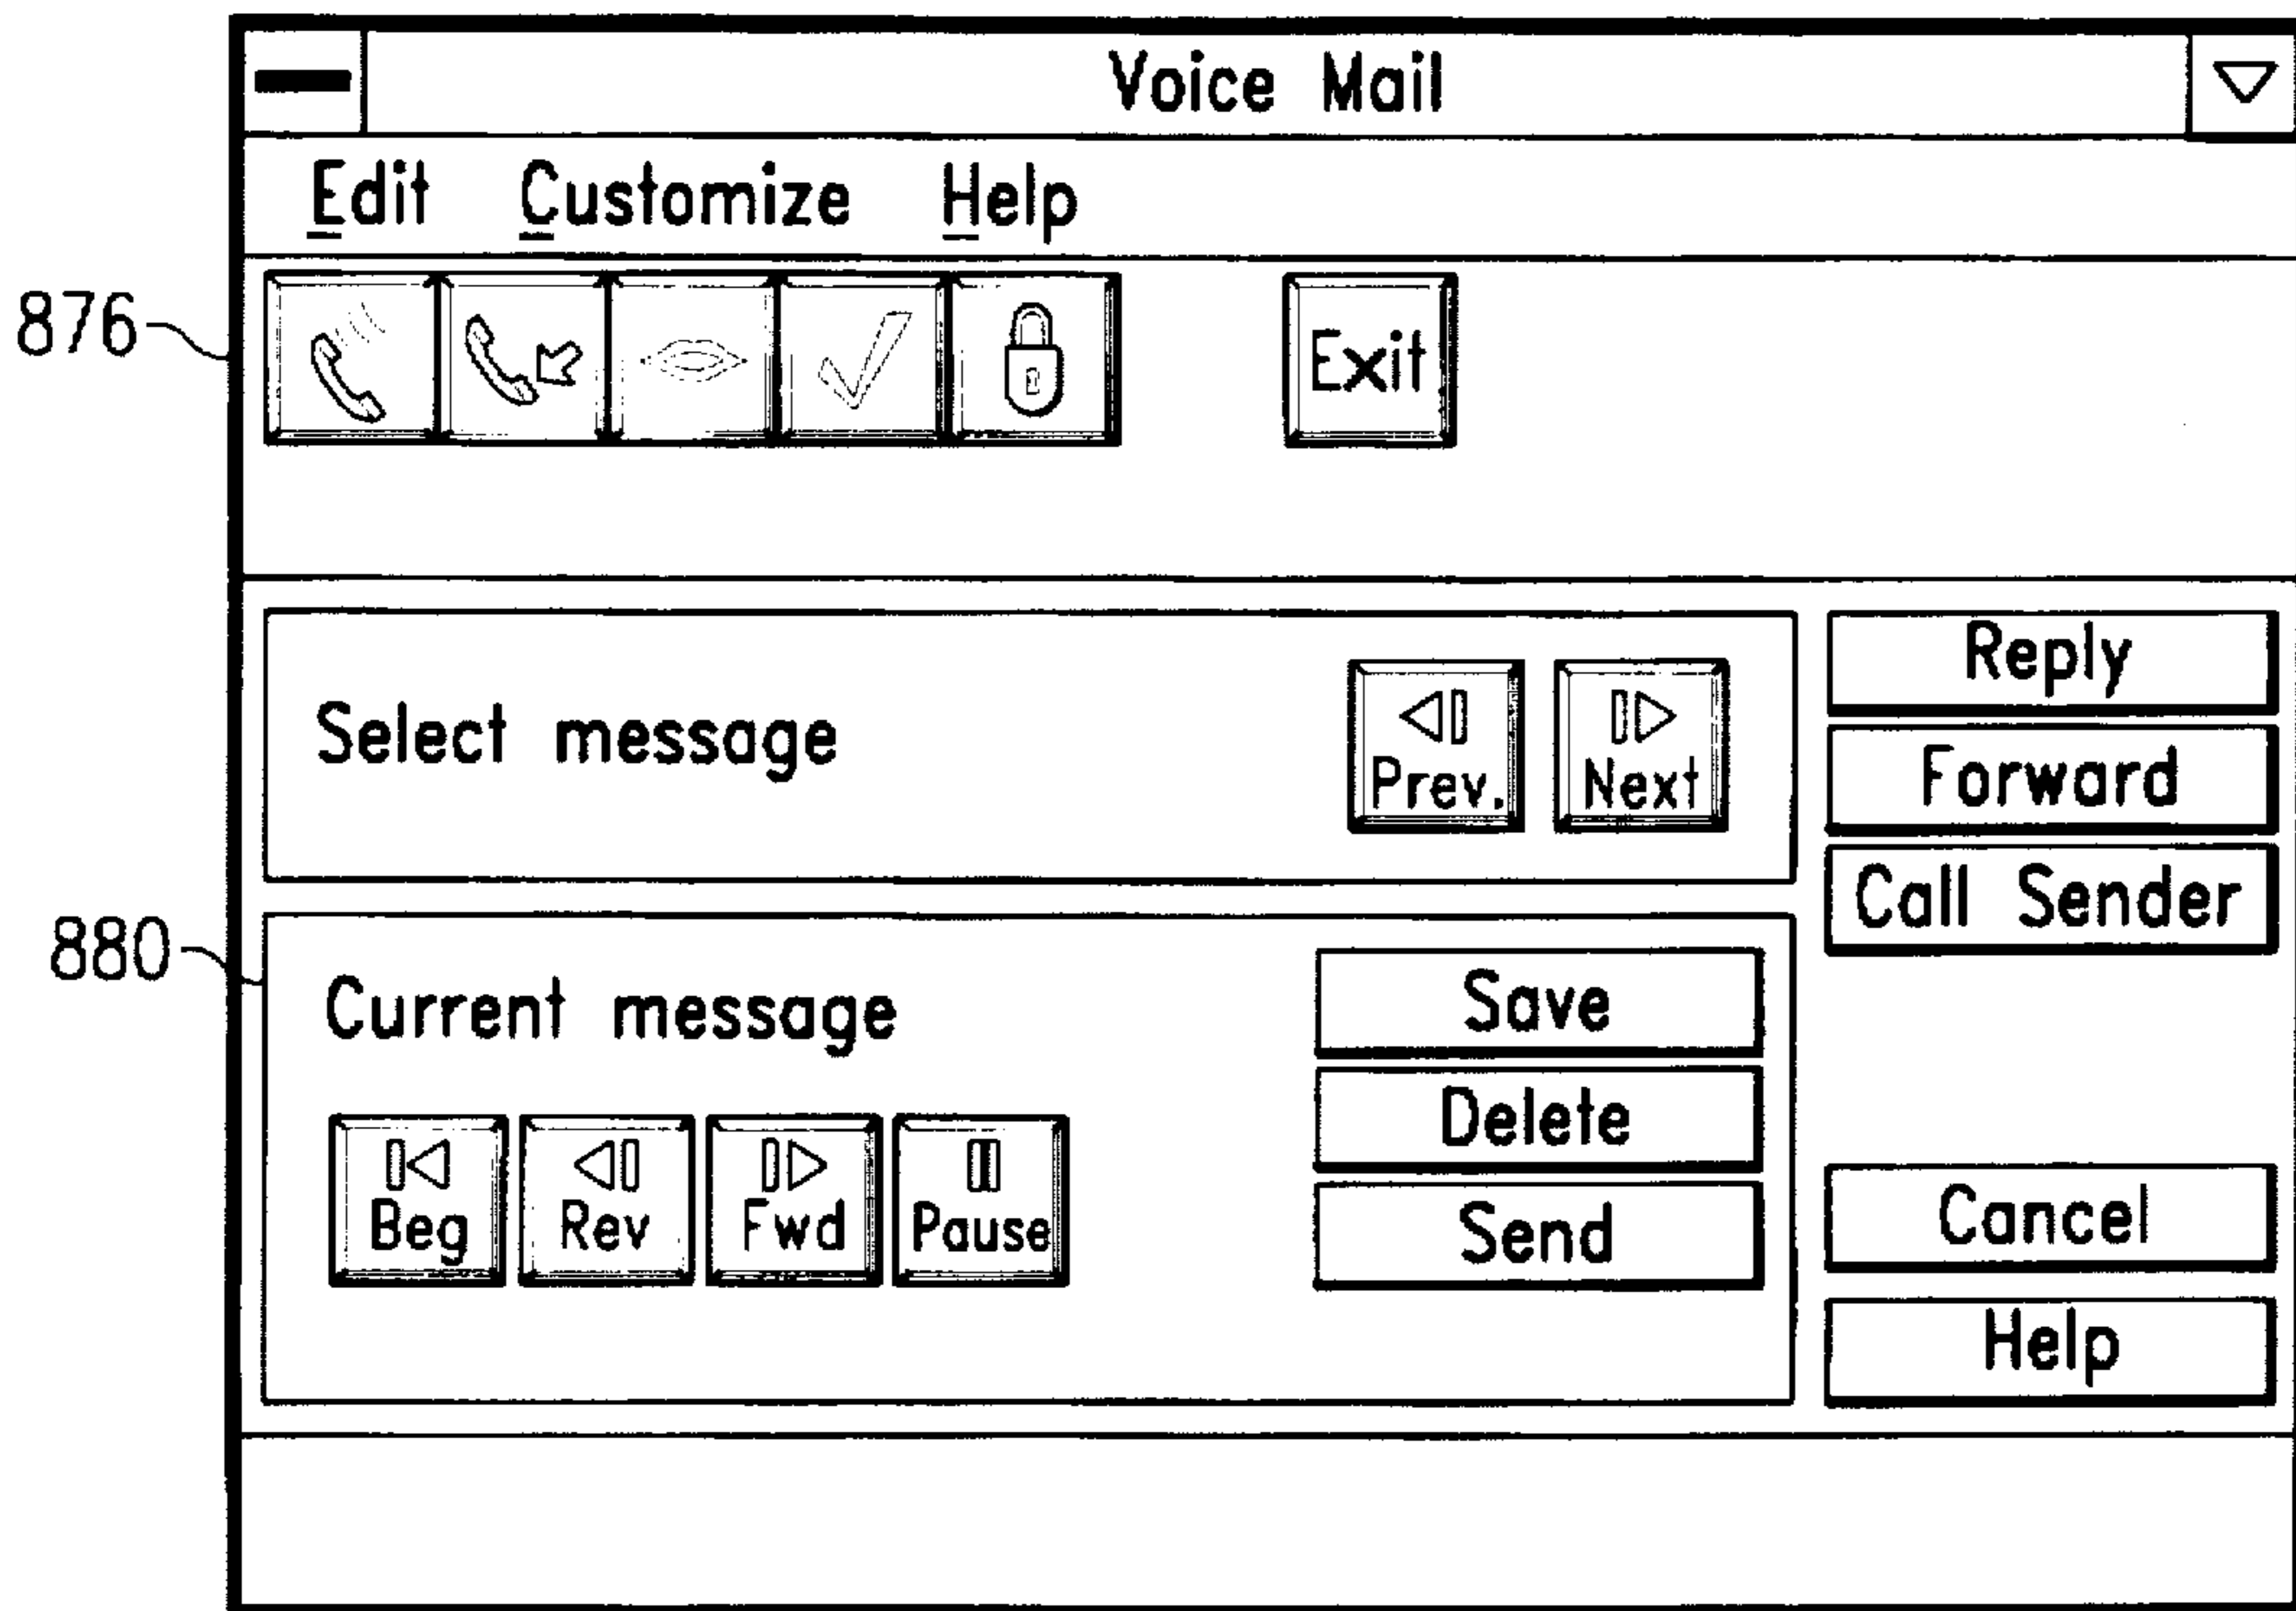 Voice Mail
Edit Customize Help
876
Exit
Select message
Prev.
Next
Reply
Forward
Call Sender
880
Current message
Beg
Rev
Fwd
Pause
Save
Delete
Send
Cancel
Help